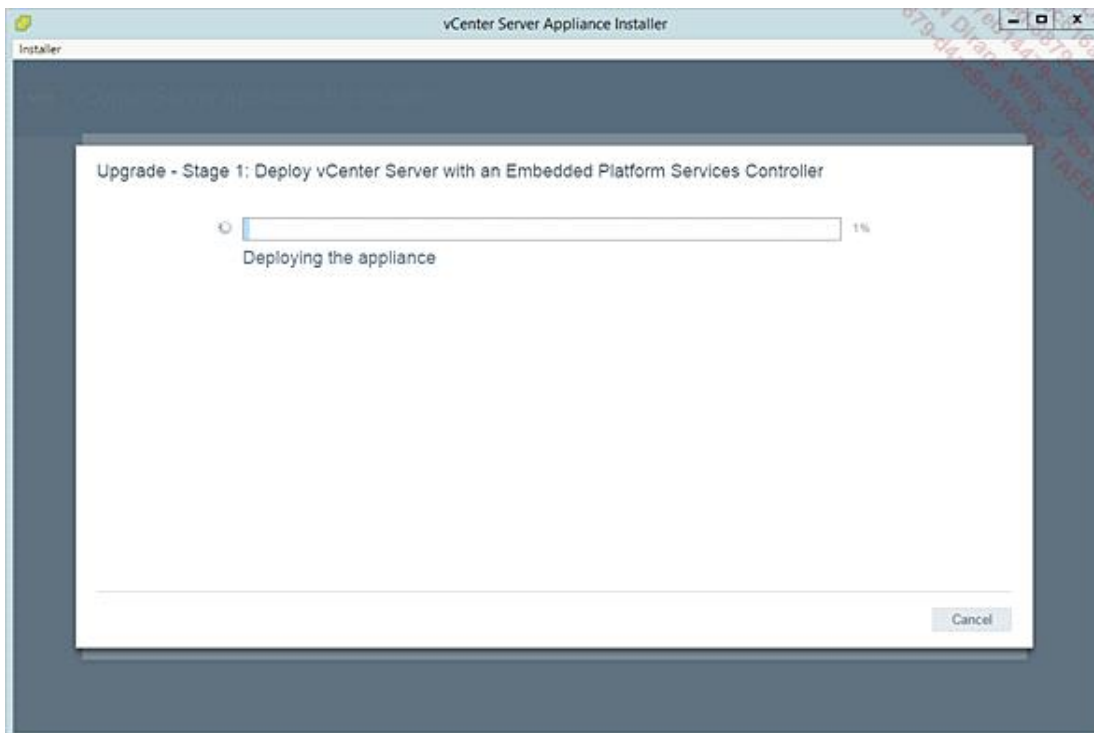 vCenter Server Appliance Installer
Installer
Upgrade - Stage 1: Deploy vCenter Server with an Embedded Platform Services Controller
1%
Deploying the appliance
Cancel